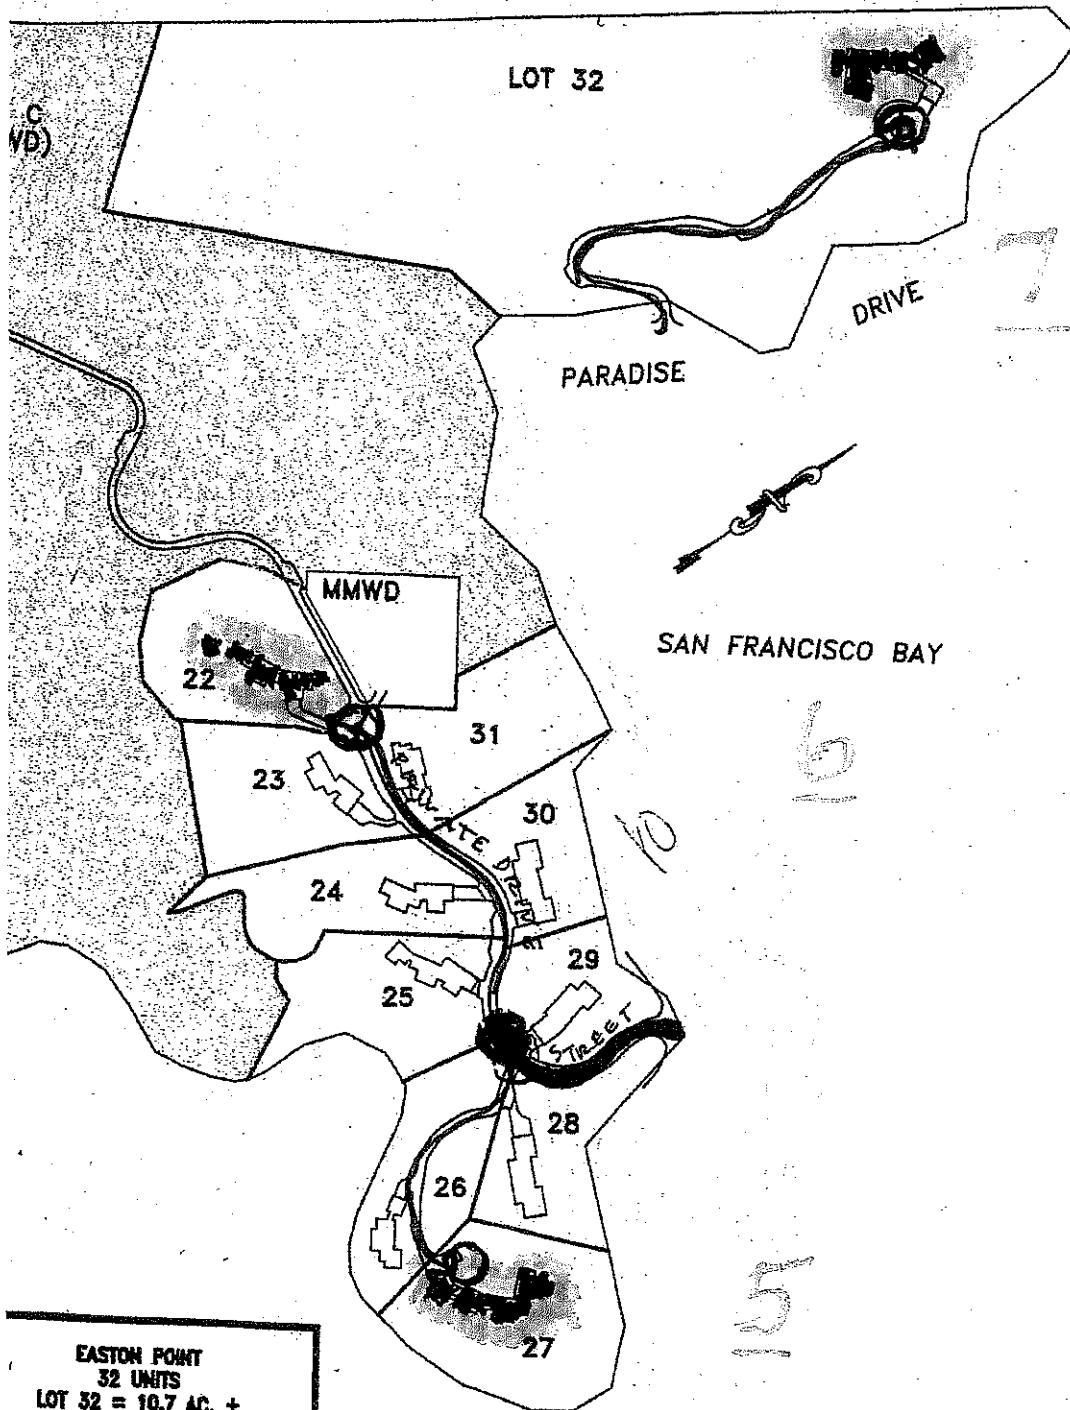 LOT 32
C
WD)
7
DRIVE
PARADISE
MMWD
SAN FRANCISCO BAY
22
31
6
23
30
10
24
DRIVE
29
25
STREET
28
26
5
27
EASTON POINT
32 UNITS
LOT 32 = 10.7 AC. +